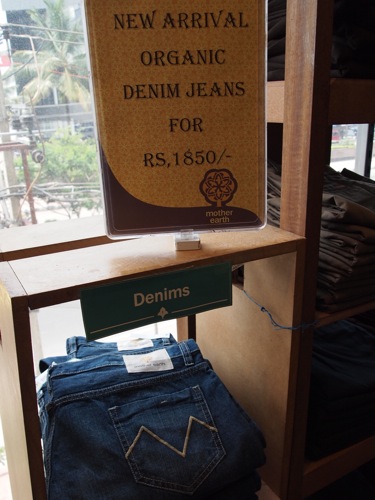 NEW ARRIVAL
ORGANIC
DENIM JEANS
FOR
RS,1850/-
mother
earth
Denims